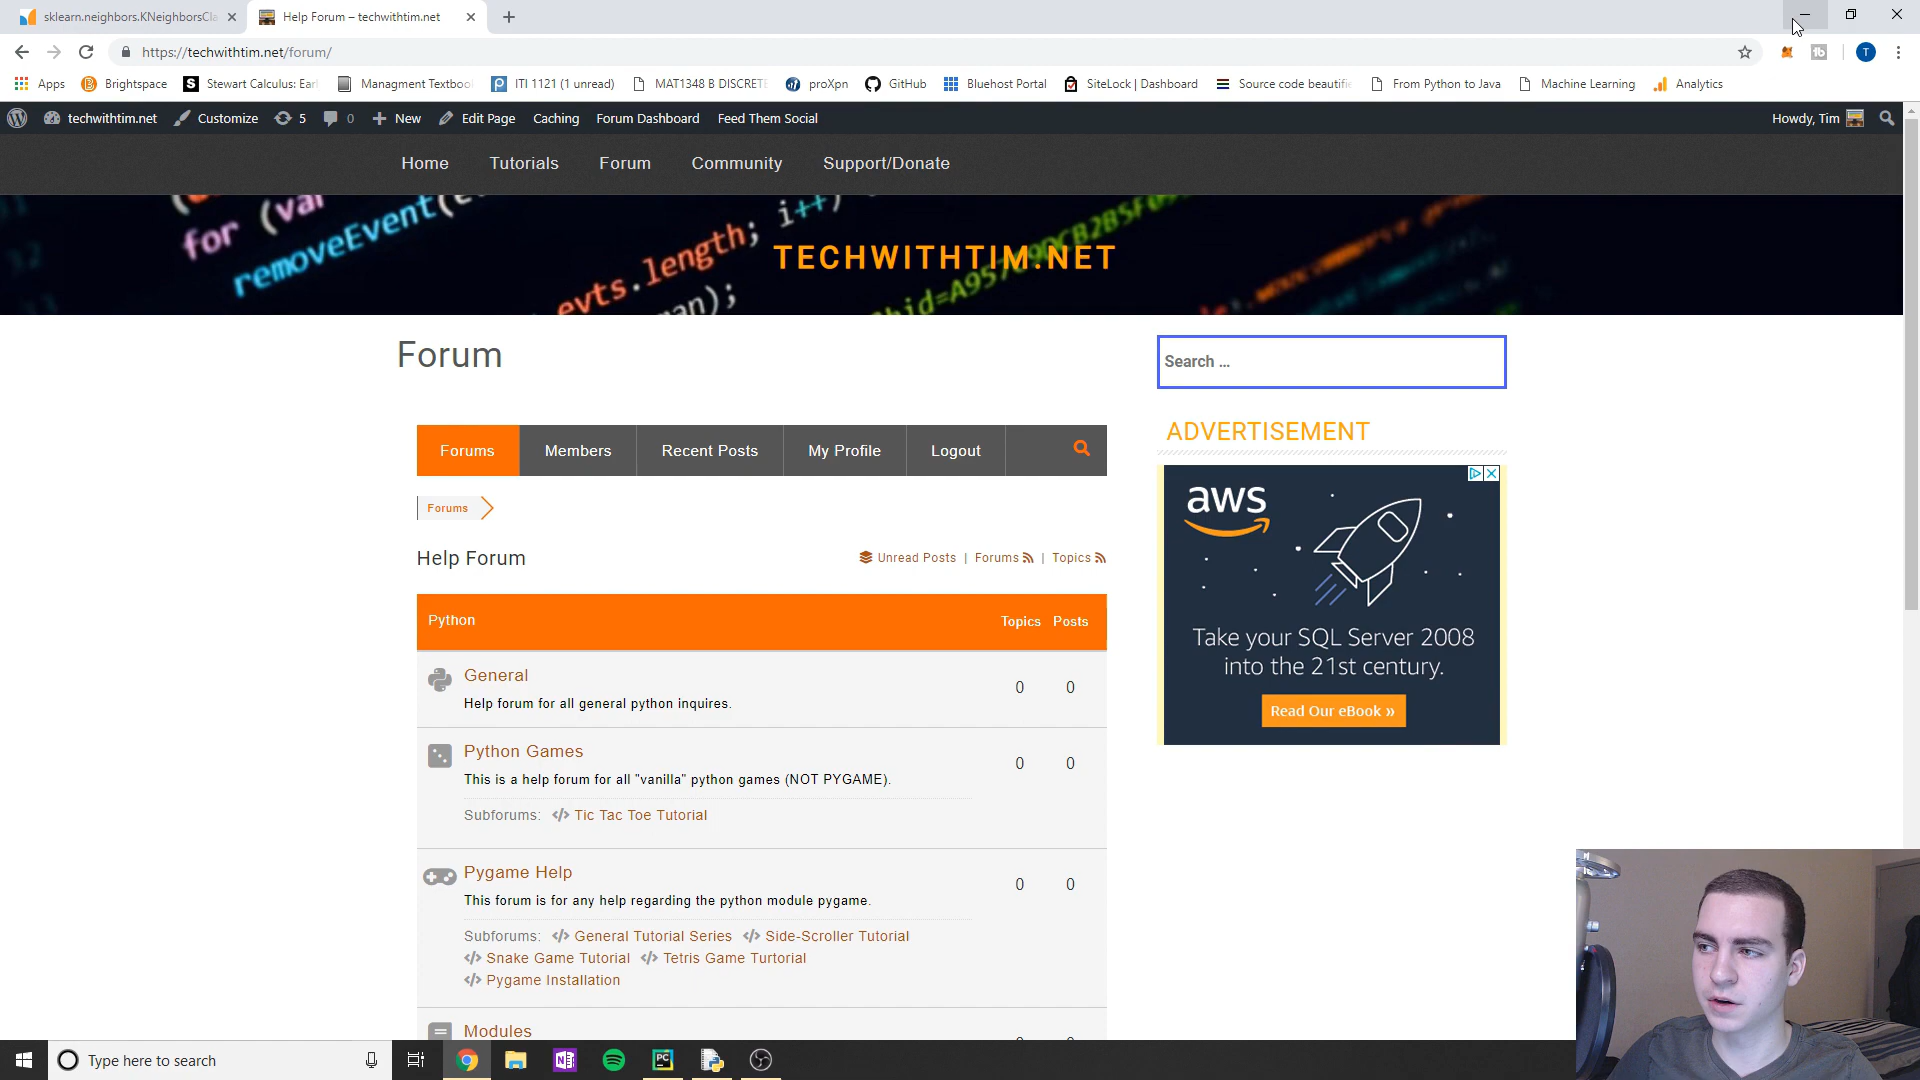 sklearn.neighbors.KNeighborsCla
Help Forum – techwithtim.net
https://techwithtim.net/forum/
T
Apps
Brightspace
Stewart Calculus: Earl
Managment Textboo
ITI 1121 (1 unread)
MAT1348 B DISCRETE
proXpn
GitHub
Bluehost Portal
SiteLock | Dashboard
Source code beautifie
From Python to Java
Machine Learning
Analytics
techwithtim.net
Customize
5
0
New
Edit Page
Caching
Forum Dashboard
Feed Them Social
Howdy, Tim
Home
Tutorials
Forum
Community
Support/Donate
for (var
removeEvent(
evts.length; i++)
TECHWITHTIM.NET
Forum
Search ...
Forums
Members
Recent Posts
My Profile
Logout
Forums
ADVERTISEMENT
aws
Take your SQL Server 2008
into the 21st century.
Read Our eBook »
Help Forum
Unread Posts | Forums | Topics
Python
Topics Posts
General
Help forum for all general python inquires.
0 0
Python Games
This is a help forum for all "vanilla" python games (NOT PYGAME).
0 0
Subforums: </> Tic Tac Toe Tutorial
Pygame Help
This forum is for any help regarding the python module pygame.
0 0
Subforums: </> General Tutorial Series </> Side-Scroller Tutorial
</> Snake Game Tutorial </> Tetris Game Turtorial
</> Pygame Installation
Modules
Type here to search